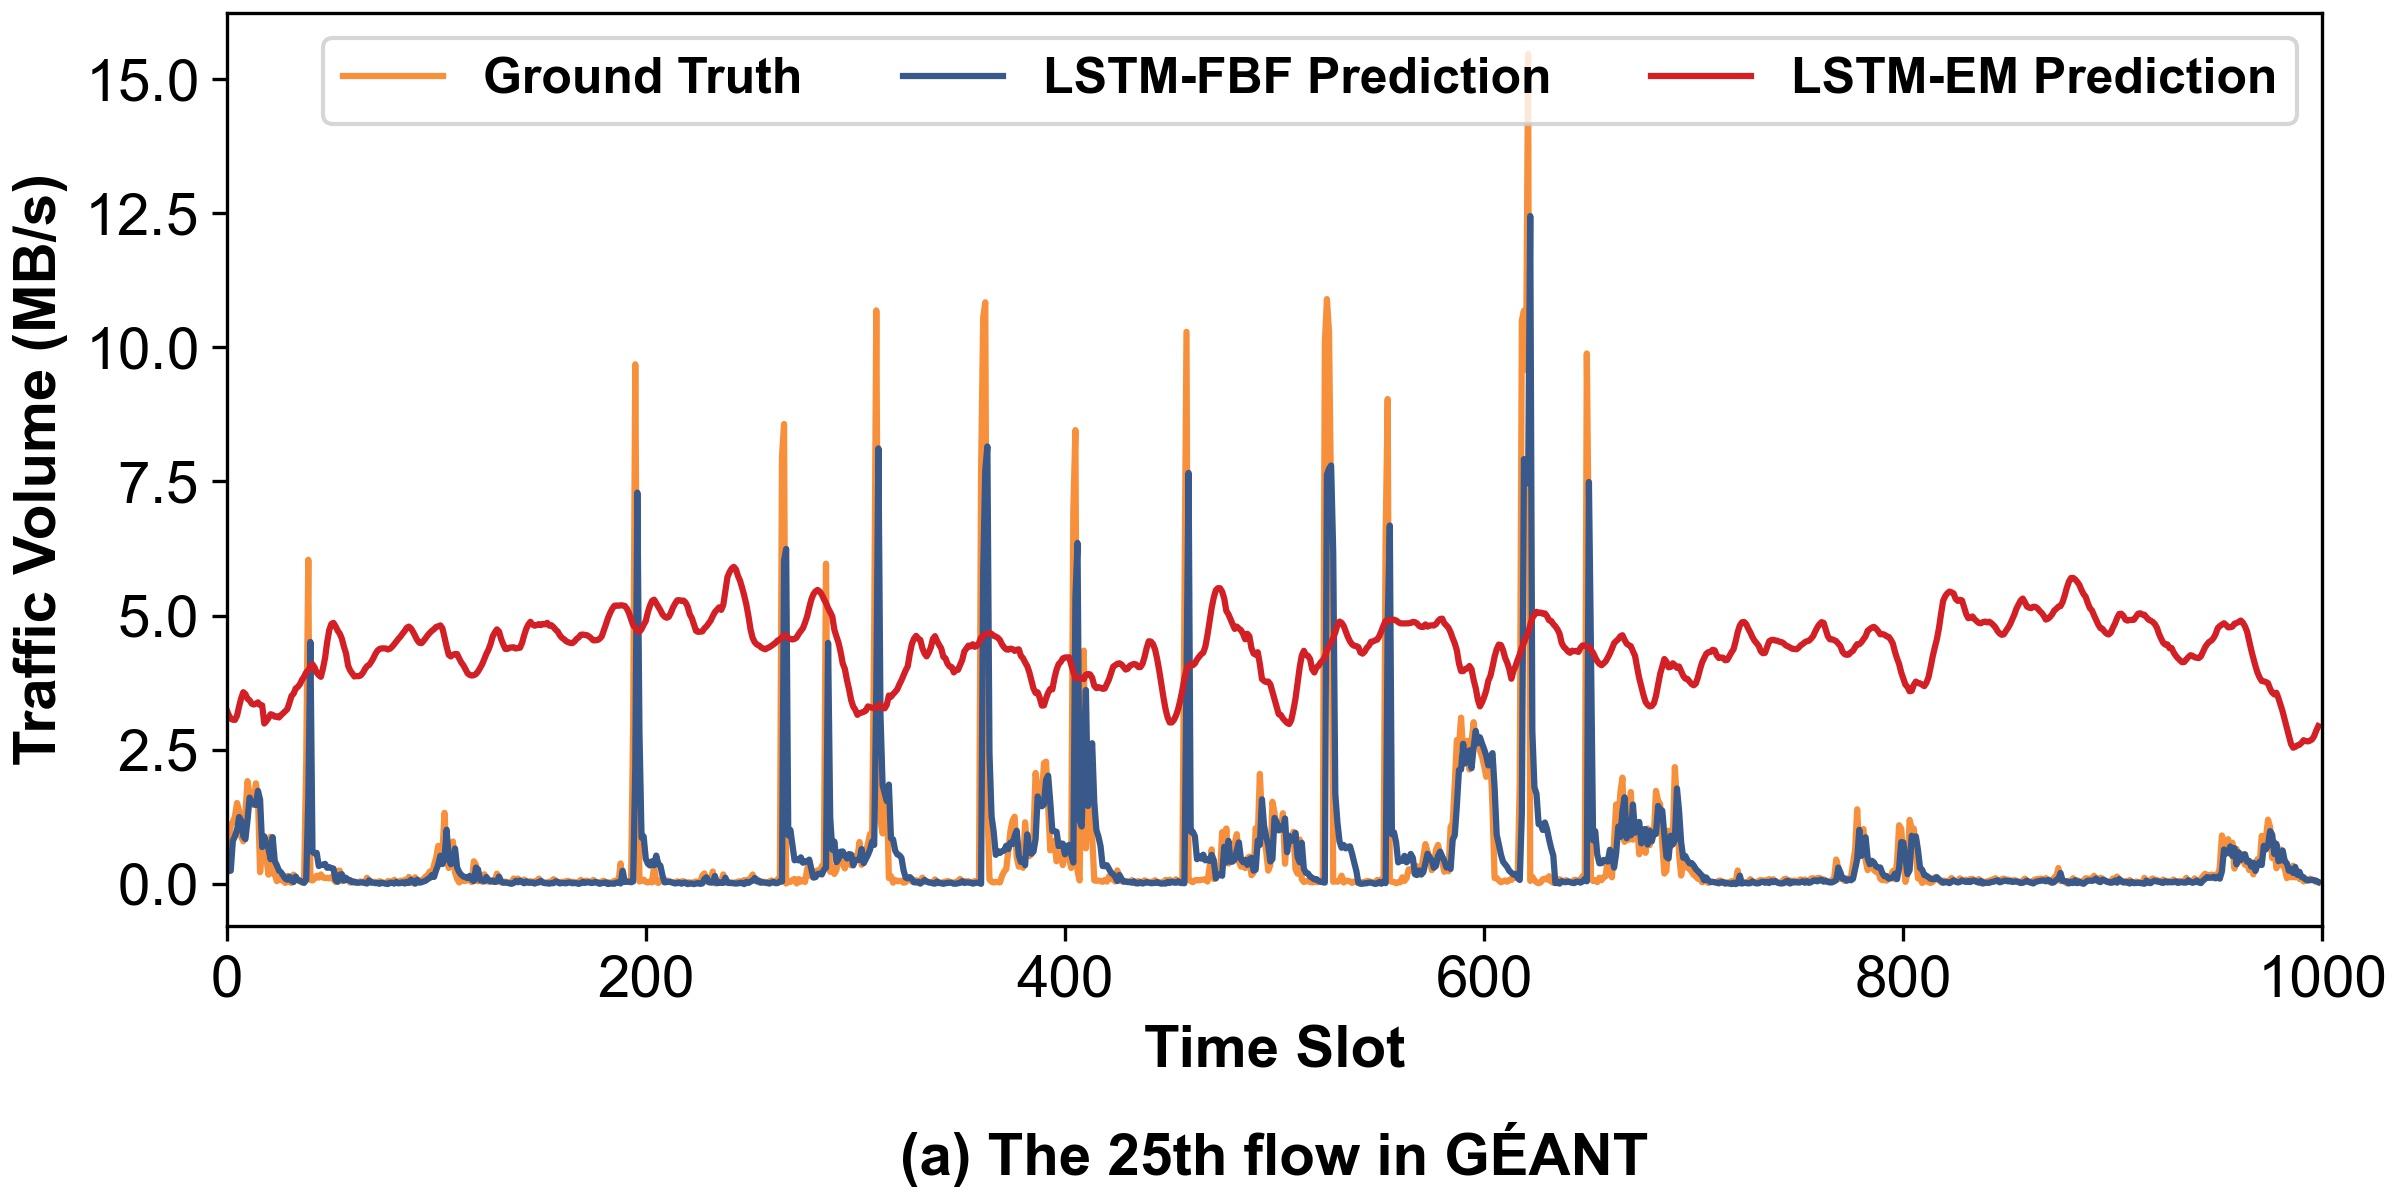 Ground Truth LSTM-FBF Prediction LSTM-EM Prediction
Traffic Volume (MB/s)
15.0
12.5
10.0
7.5
5.0
2.5
0.0
0 200 400 600 800 1000
Time Slot
(a) The 25th flow in GÉANT